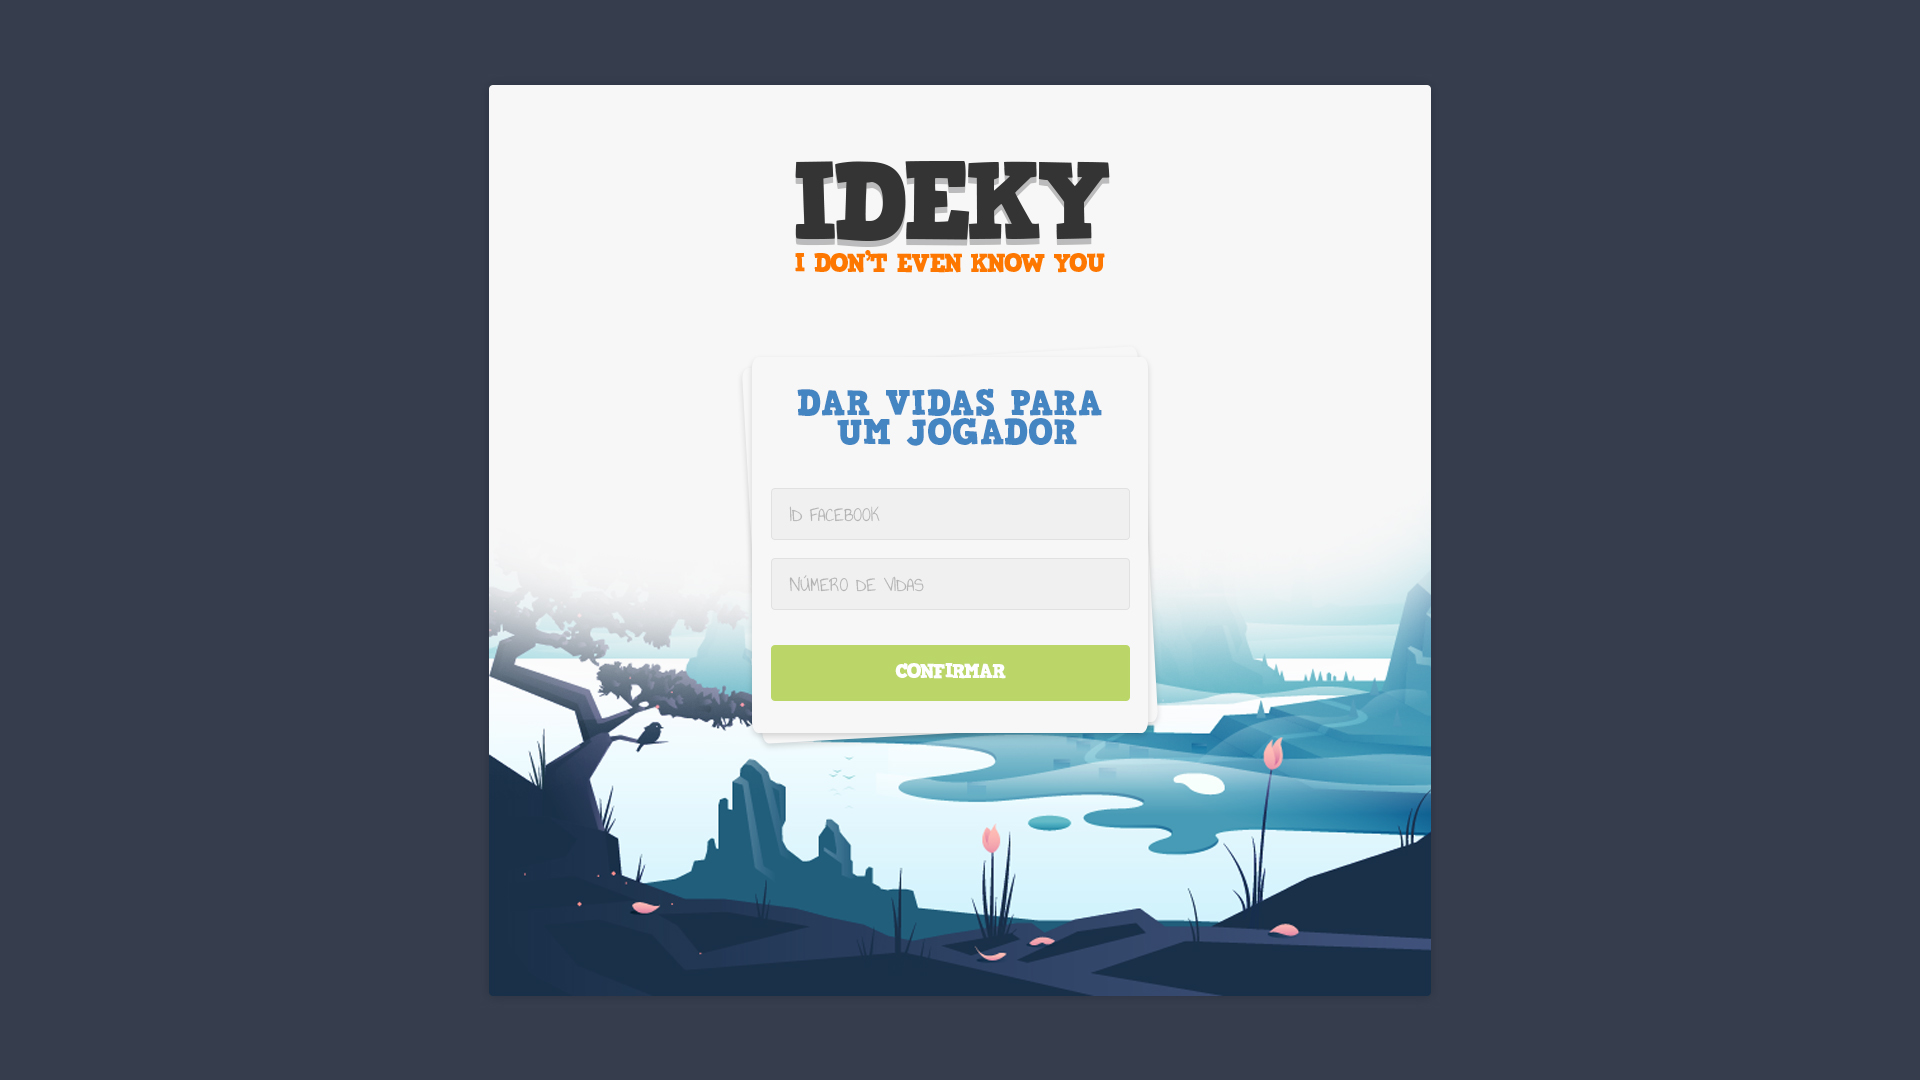 IDEKY
I DON'T EVEN KNOW YOU
DAR VIDAS PARA
UM JOGADOR
ID FACEBOOK
NÚMERO DE VIDAS
CONFIRMAR